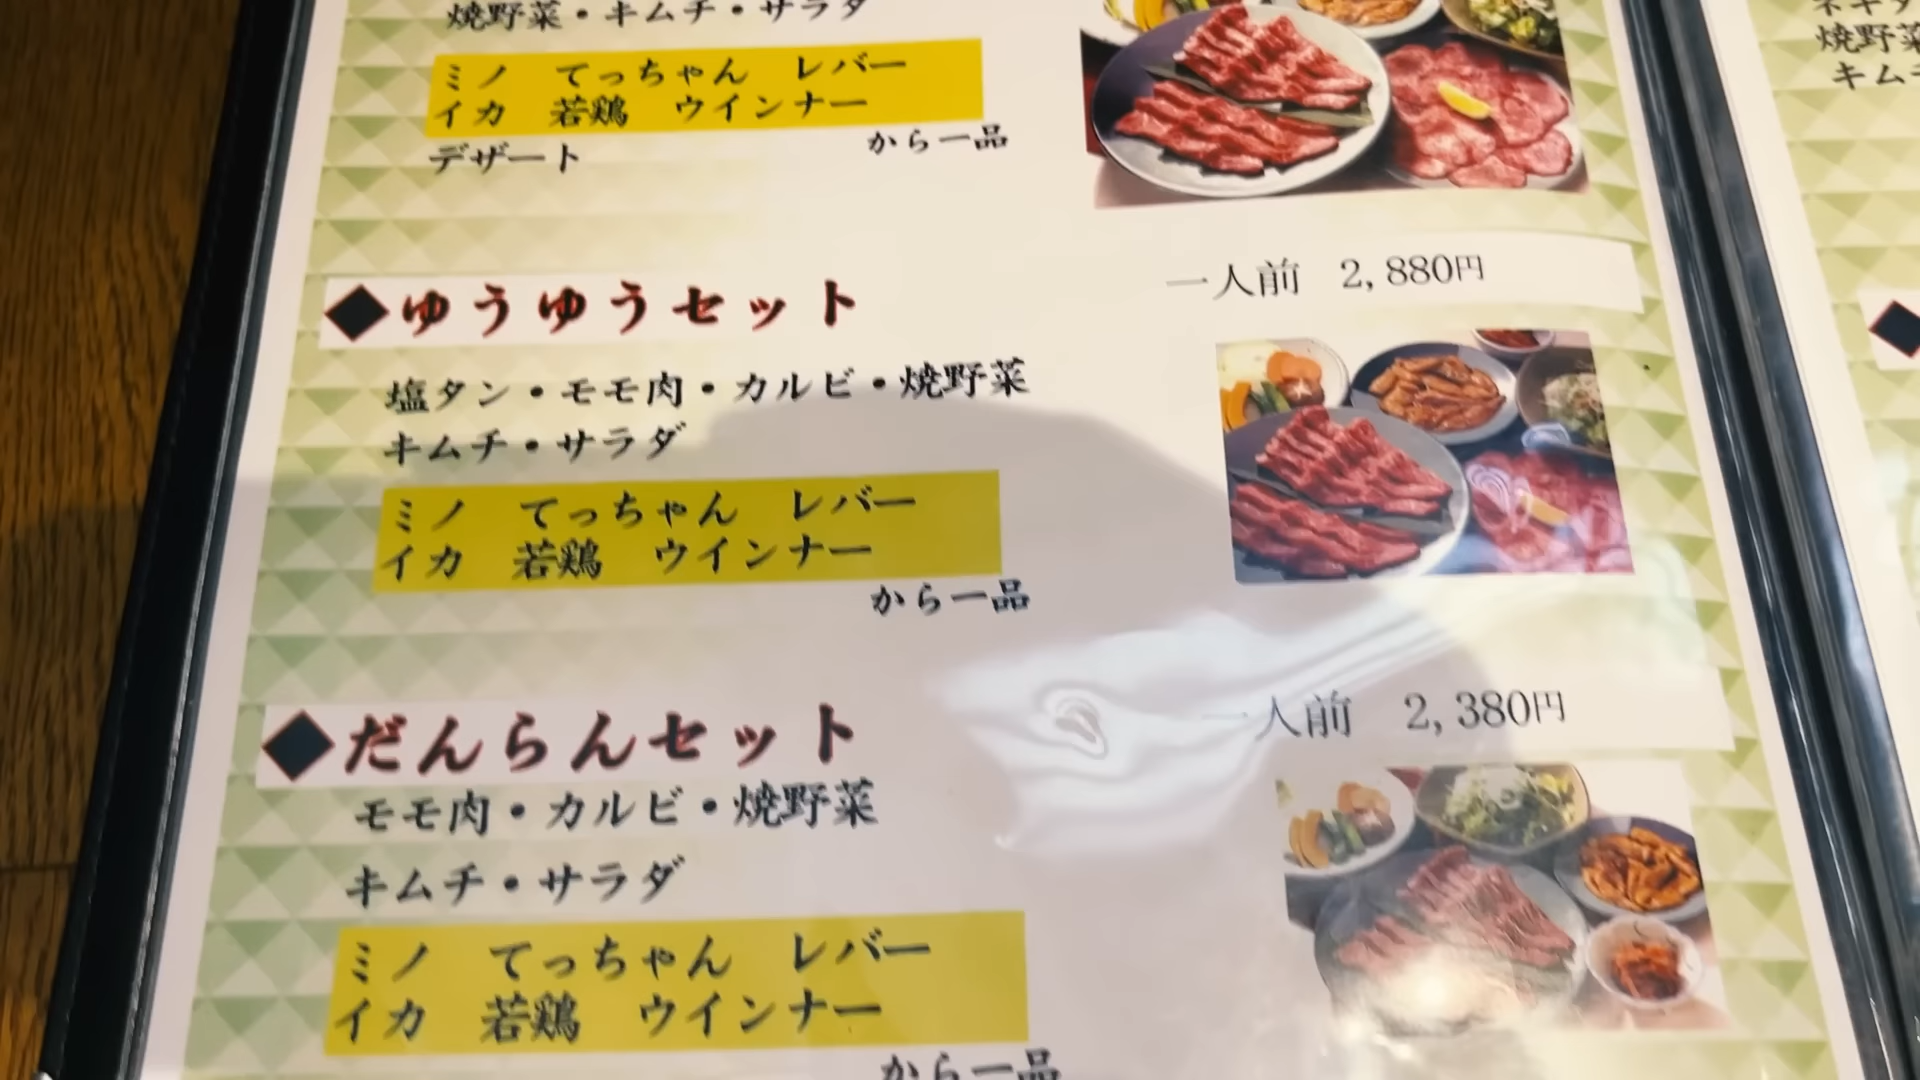 焼野菜・キムチ・サラダ
ミノ てっちゃん レバー
イカ 若鶏 ウインナー
から一品
デザート
◆ゆうゆうセット 一人前 2,880円
塩タン・モモ肉・カルビ・焼野菜
キムチ・サラダ
ミノ てっちゃん レバー
イカ 若鶏 ウインナー
から一品
◆だんらんセット 一人前 2,380円
モモ肉・カルビ・焼野菜
キムチ・サラダ
ミノ てっちゃん レバー
イカ 若鶏 ウインナー
から一品
焼野菜
キムチ